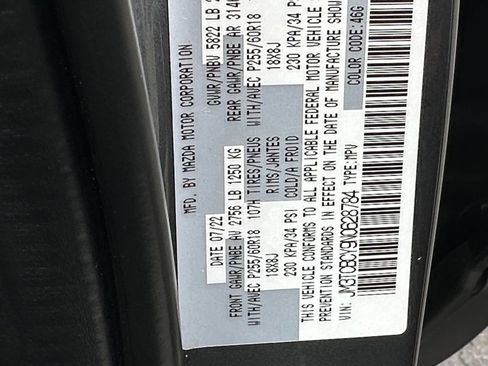 MFD BY MAZDA MOTOR CORPORATION
DATE 07/22 GVWR/PNBV 5822 LB
FRONT GAWR/PNBE AV 2756 LB 1250 KG REAR GAWR/PNBE AR
WITH/AVEC P255/60R18 107H TIRES/PNEUS WITH/AVEC P255/60R18
18X8J RIMS/JANTES 18X8J
230 KPA/34 PSI COLD/A FROID 230 KPA/34 PSI
THIS VEHICLE CONFORMS TO ALL APPLICABLE FEDERAL MOTOR VEHICLE
PREVENTION STANDARDS IN EFFECT ON THE DATE OF MANUFACTURE SHOWN
VIN: JM3TCBCV9N0628784 TYPE: MPV COLOR CODE: 46G